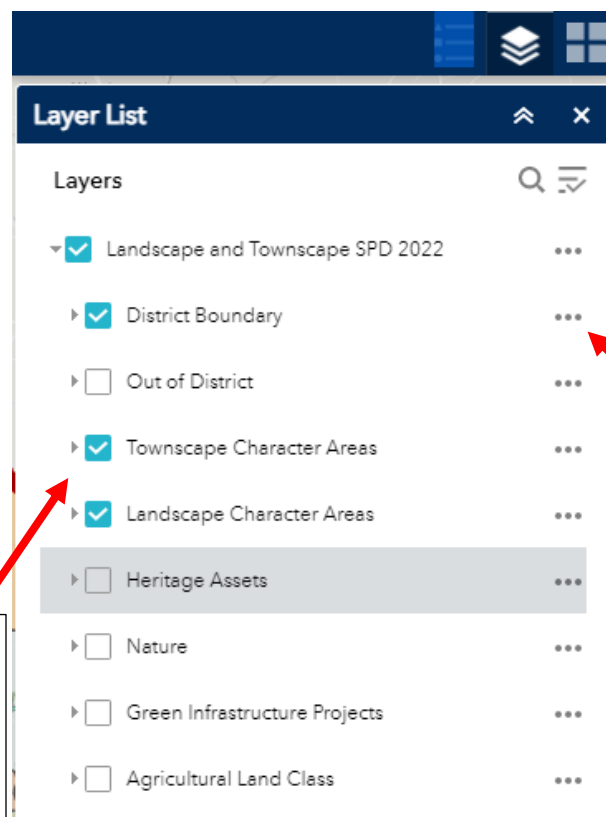 Layer List
Layers
Landscape and Townscape SPD 2022
District Boundary
Out of District
Townscape Character Areas
Landscape Character Areas
Heritage Assets
Nature
Green Infrastructure Projects
Agricultural Land Class